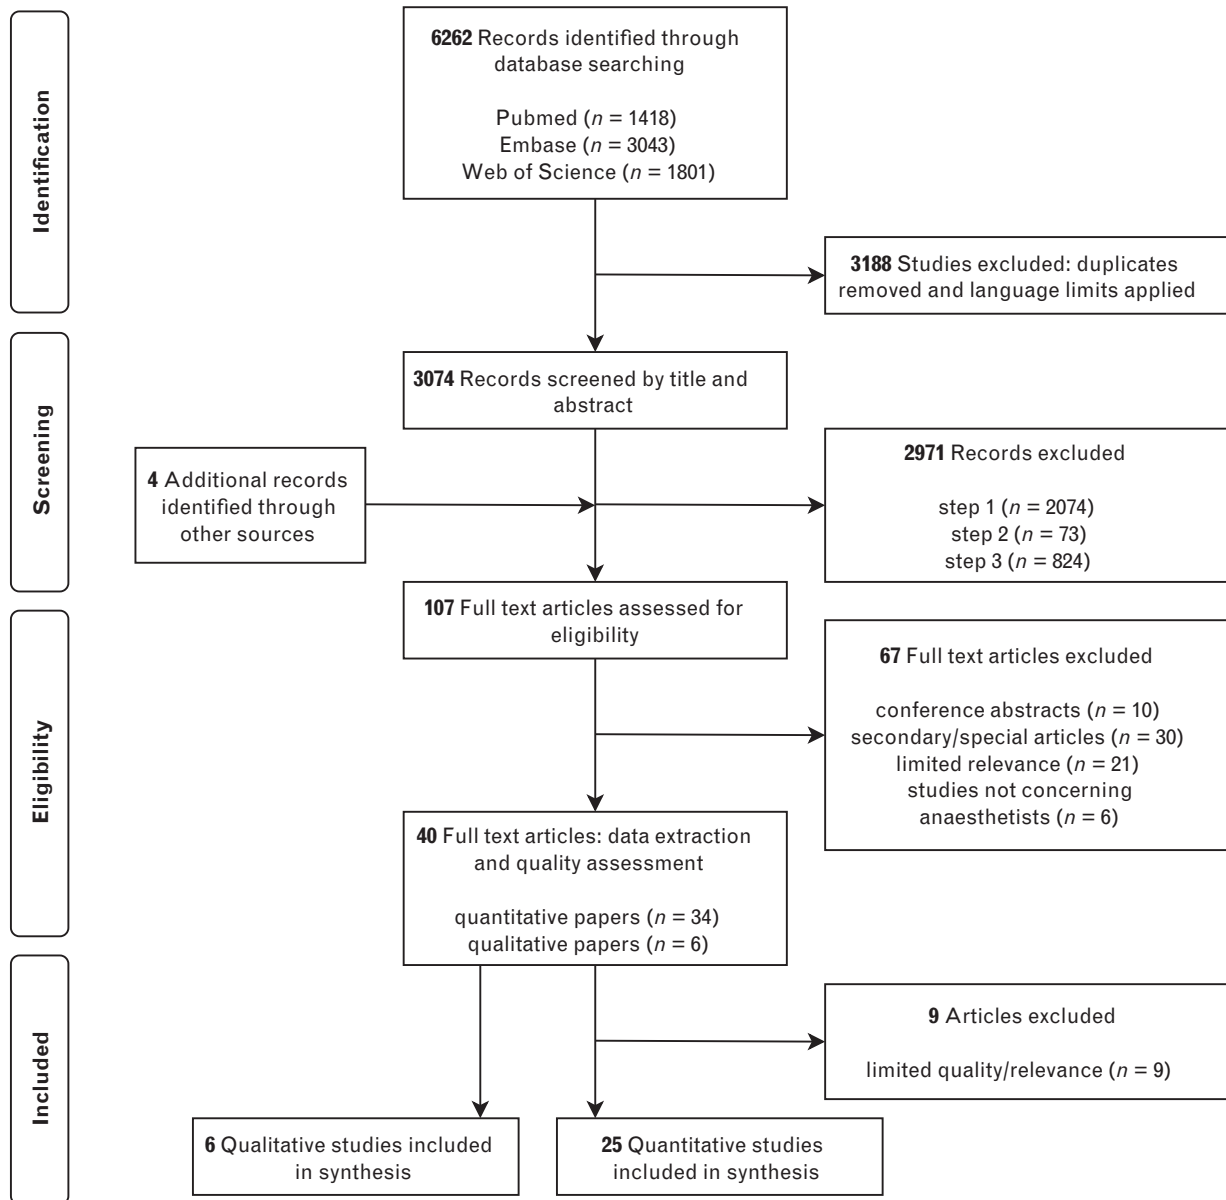 Identification
6262 Records identified through
database searching
Pubmed (n = 1418)
Embase (n = 3043)
Web of Science (n = 1801)
3188 Studies excluded: duplicates
removed and language limits applied
Screening
3074 Records screened by title and
abstract
4 Additional records
identified through
other sources
2971 Records excluded
step 1 (n = 2074)
step 2 (n = 73)
step 3 (n = 824)
Eligibility
107 Full text articles assessed for
eligibility
67 Full text articles excluded
conference abstracts (n = 10)
secondary/special articles (n = 30)
limited relevance (n = 21)
studies not concerning
anaesthetists (n = 6)
40 Full text articles: data extraction
and quality assessment
quantitative papers (n = 34)
qualitative papers (n = 6)
Included
9 Articles excluded
limited quality/relevance (n = 9)
6 Qualitative studies included
in synthesis
25 Quantitative studies
included in synthesis